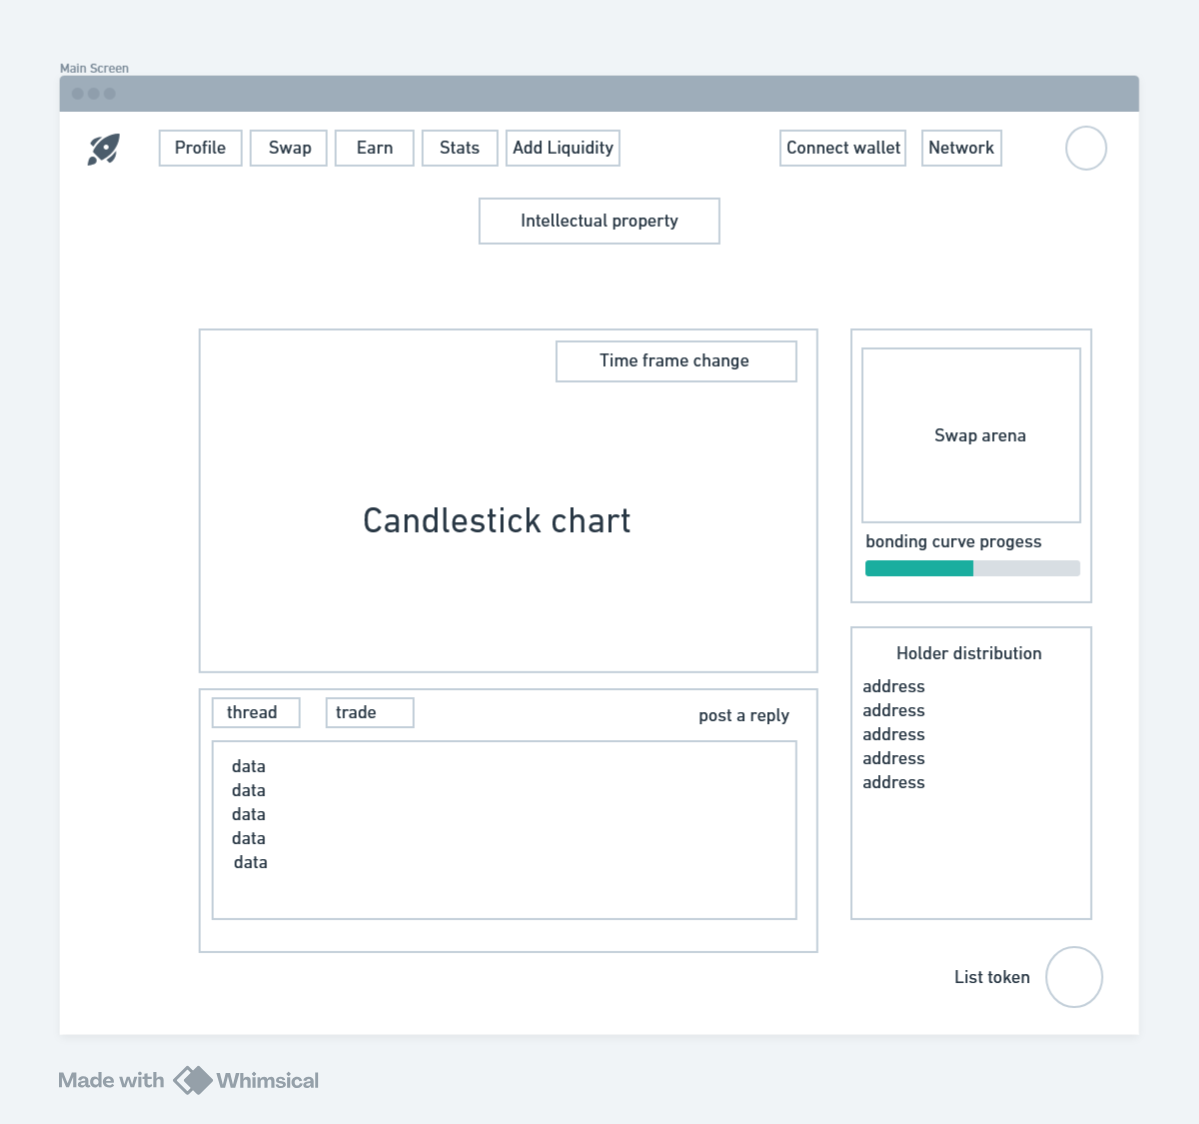 Main Screen
Profile
Swap
Earn
Stats
Add Liquidity
Connect wallet
Network
Intellectual property
Time frame change
Candlestick chart
Swap arena
bonding curve progess
thread
trade
post a reply
data
data
data
data
data
Holder distribution
address
address
address
address
address
List token
Made with Whimsical